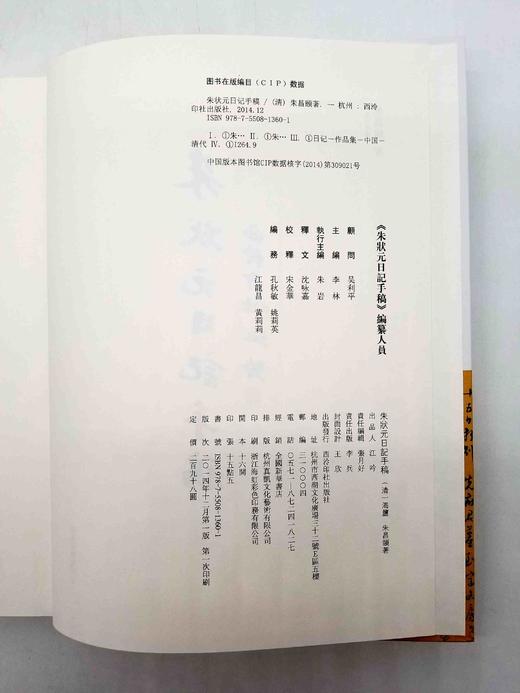 图书在版编目（CIP）数据
朱状元日记手稿 / （清）朱昌颐著. — 杭州 : 西泠
印社出版社, 2014.12
ISBN 978-7-5508-1360-1
Ⅰ. ①朱… Ⅱ. ①朱… Ⅲ. ①日记－作品集－中国－
清代 Ⅳ. ①I264.9
中国版本图书馆CIP数据核字(2014)第309021号
《朱狀元日記手稿》編纂人員
顧問 吴利平
主編 李林
執行主編 朱岩
釋文 沈咏嘉
校釋 宋金華
編務 孔秋敏 姚莉英
江龍昌 黃莉莉
朱狀元日記手稿 （清）海鹽 朱昌頤著
出品人 江吟
責任編輯 張月好
責任出版 李兵
封面設計 王欣
出版發行 西泠印社出版社
地址 杭州市西湖文化廣場三十二號E區五樓
郵編 三一〇〇一四
電話 〇五七一-八七二四一八二七
經銷 全國新華書店
排版 杭州真凱文化藝術有限公司
印刷 浙江海虹彩色印務有限公司
開本 十六開
印張 十五點五
書號 ISBN 978-7-5508-1360-1
版次 二〇一四年十二月第一版 第一次印刷
定價 二百九十八圓